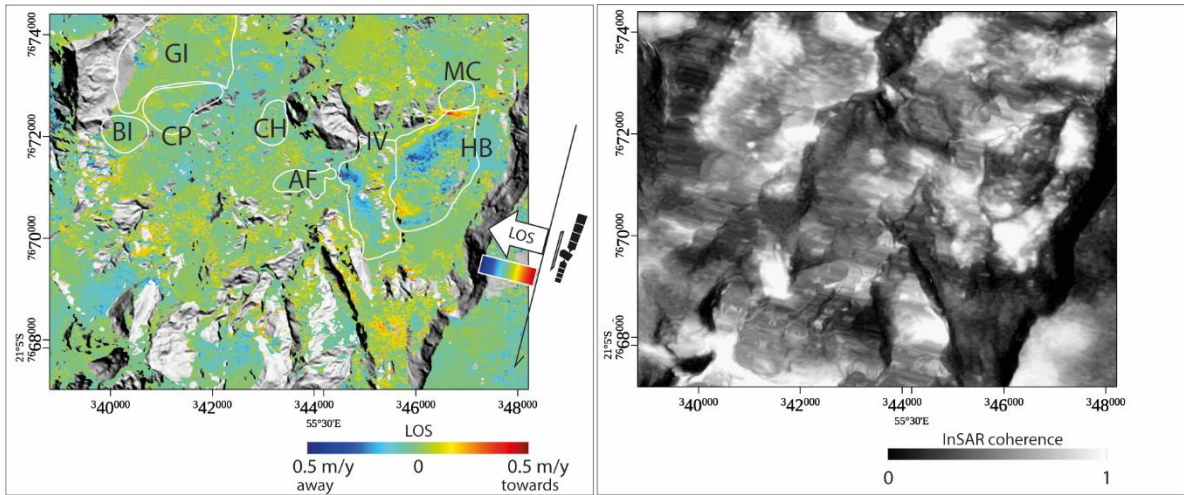 7674000
7672000
7670000
7668000
21°5'S
GI
MC
BI
CP
CH
IV
HB
AF
LOS
340000
342000
344000
346000
348000
55°30'E
LOS
0.5 m/y
0
0.5 m/y
away
towards
7674000
7672000
7670000
7668000
21°5'S
340000
342000
344000
346000
348000
55°30'E
InSAR coherence
0
1